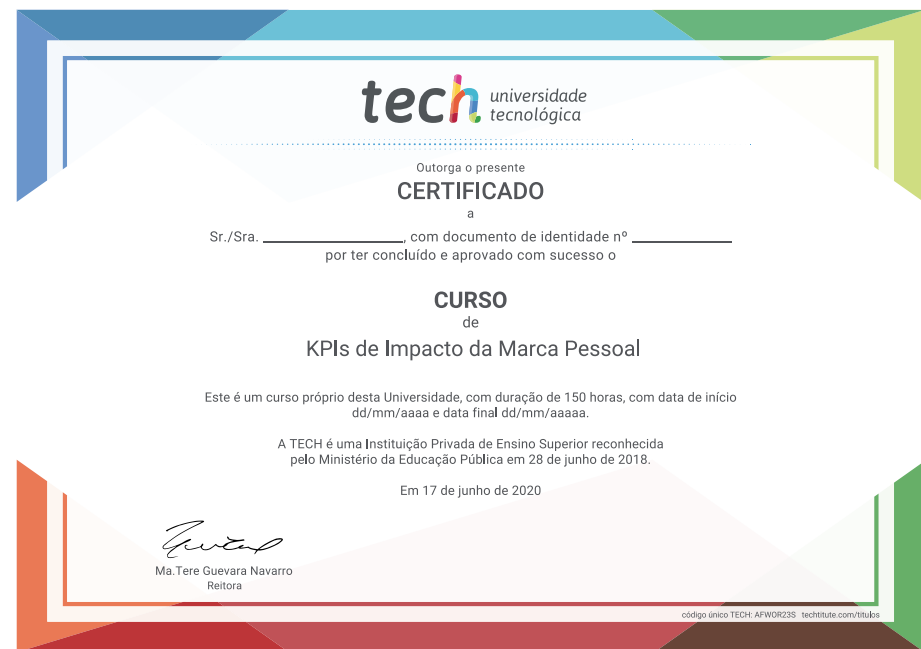 tech universidade
tecnológica
Outorga o presente
CERTIFICADO
a
Sr./Sra. ____________, com documento de identidade nº ____________
por ter concluído e aprovado com sucesso o
CURSO
de
KPIs de Impacto da Marca Pessoal
Este é um curso próprio desta Universidade, com duração de 150 horas, com data de início
dd/mm/aaaa e data final dd/mm/aaaaa.
A TECH é uma Instituição Privada de Ensino Superior reconhecida
pelo Ministério da Educação Pública em 28 de junho de 2018.
Em 17 de junho de 2020
Ma.Tere Guevara Navarro
Reitora
código único TECH: AFWOR23S techtitute.com/titulos